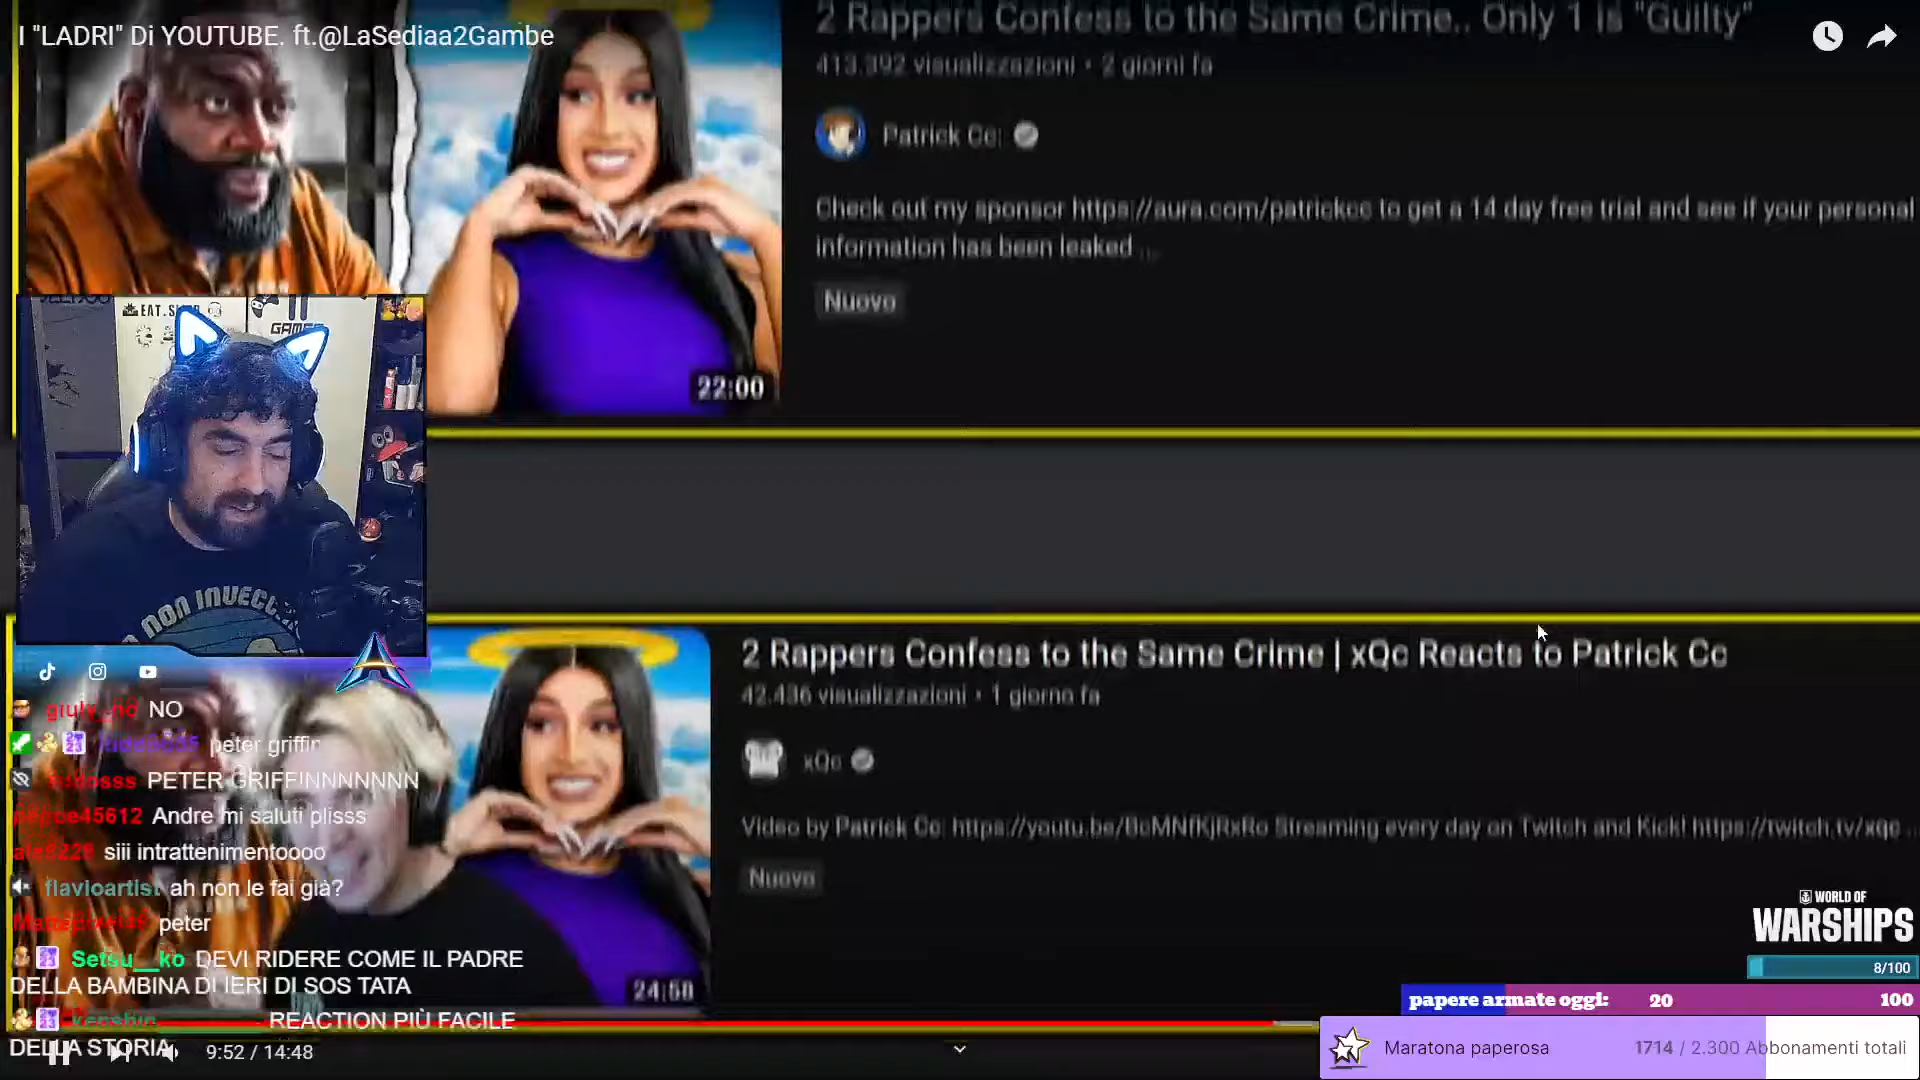 I "LADRI" Di YOUTUBE. ft.@LaSediaa2Gambe
2 Rappers Confess to the Same Crime.. Only 1 is "Guilty"
413.392 visualizzazioni • 2 giorni fa
Patrick Cc:
Check out my sponsor https://aura.com/patrickcc to get a 14 day free trial and see if your personal
information has been leaked ...
Nuovo
22:00
NON INVECC
2 Rappers Confess to the Same Crime | xQc Reacts to Patrick Cc
42.436 visualizzazioni • 1 giorno fa
xQc
Video by Patrick Cc: https://youtu.be/BcMNfKjRxRo Streaming every day on Twitch and Kick! https://twitch.tv/xqc ...
Nuovo
24:58
giuly_no NO
peter griffin
PETER GRIFFINNNNNNN
Andre mi saluti plisss
siii intrattenimentoooo
flavioartist ah non le fai già?
peter
Setsu__ko DEVI RIDERE COME IL PADRE
DELLA BAMBINA DI IERI DI SOS TATA
kenshin REACTION PIÙ FACILE
DELLA STORIA
9:52 / 14:48
WORLD OF
WARSHIPS
8/100
papere armate oggi: 20 100
Maratona paperosa 1714 / 2.300 Abbonamenti totali